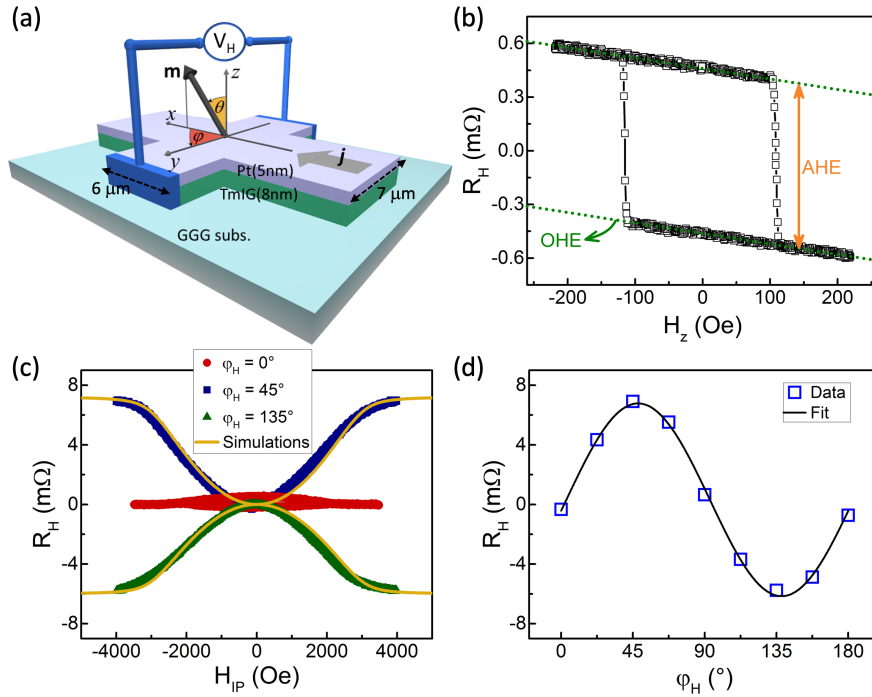 (a)
V_H
m
z
θ
x
φ
y
j
Pt(5nm)
6 μm
TmIG(8nm)
7 μm
GGG subs.
(b)
0.6
0.3
0.0
-0.3
-0.6
R_H (mΩ)
AHE
OHE
-200 -100 0 100 200
H_z (Oe)
(c)
φ_H = 0°
φ_H = 45°
φ_H = 135°
Simulations
8
4
0
-4
-8
R_H (mΩ)
-4000 -2000 0 2000 4000
H_IP (Oe)
(d)
Data
Fit
8
4
0
-4
-8
R_H (mΩ)
0 45 90 135 180
φ_H (°)